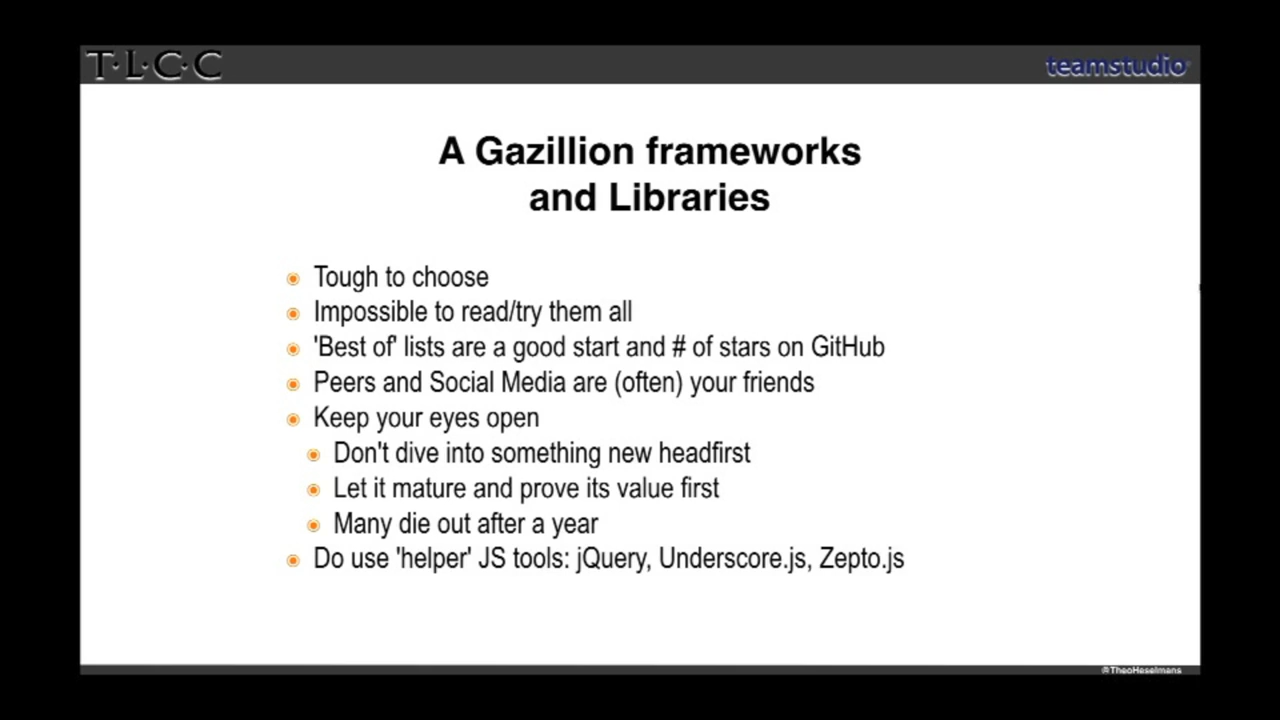 T·L·C·C
teamstudio
A Gazillion frameworks
and Libraries
Tough to choose
Impossible to read/try them all
'Best of' lists are a good start and # of stars on GitHub
Peers and Social Media are (often) your friends
Keep your eyes open
Don't dive into something new headfirst
Let it mature and prove its value first
Many die out after a year
Do use 'helper' JS tools: jQuery, Underscore.js, Zepto.js
@TheoHeselmans